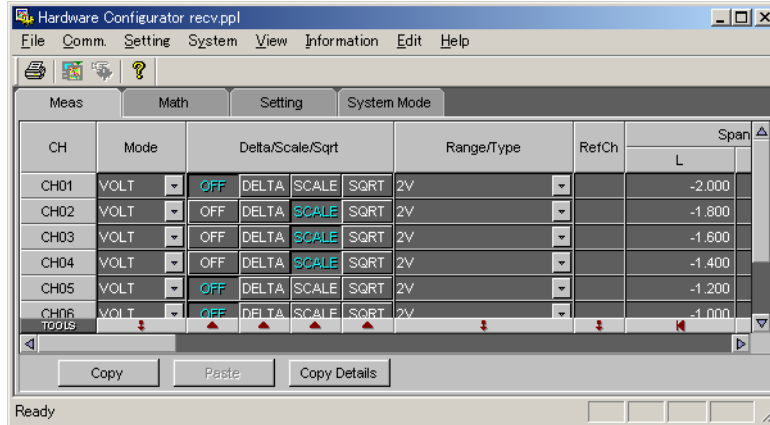 Hardware Configurator recv.ppl
File Comm. Setting System View Information Edit Help
Meas Math Setting System Mode
CH Mode Delta/Scale/Sqrt Range/Type RefCh Span
L
CH01 VOLT OFF DELTA SCALE SQRT 2V -2.000
CH02 VOLT OFF DELTA SCALE SQRT 2V -1.800
CH03 VOLT OFF DELTA SCALE SQRT 2V -1.600
CH04 VOLT OFF DELTA SCALE SQRT 2V -1.400
CH05 VOLT OFF DELTA SCALE SQRT 2V -1.200
CH06 VOLT OFF DELTA SCALE SQRT 2V -1.000
TOOLS
Copy Paste Copy Details
Ready